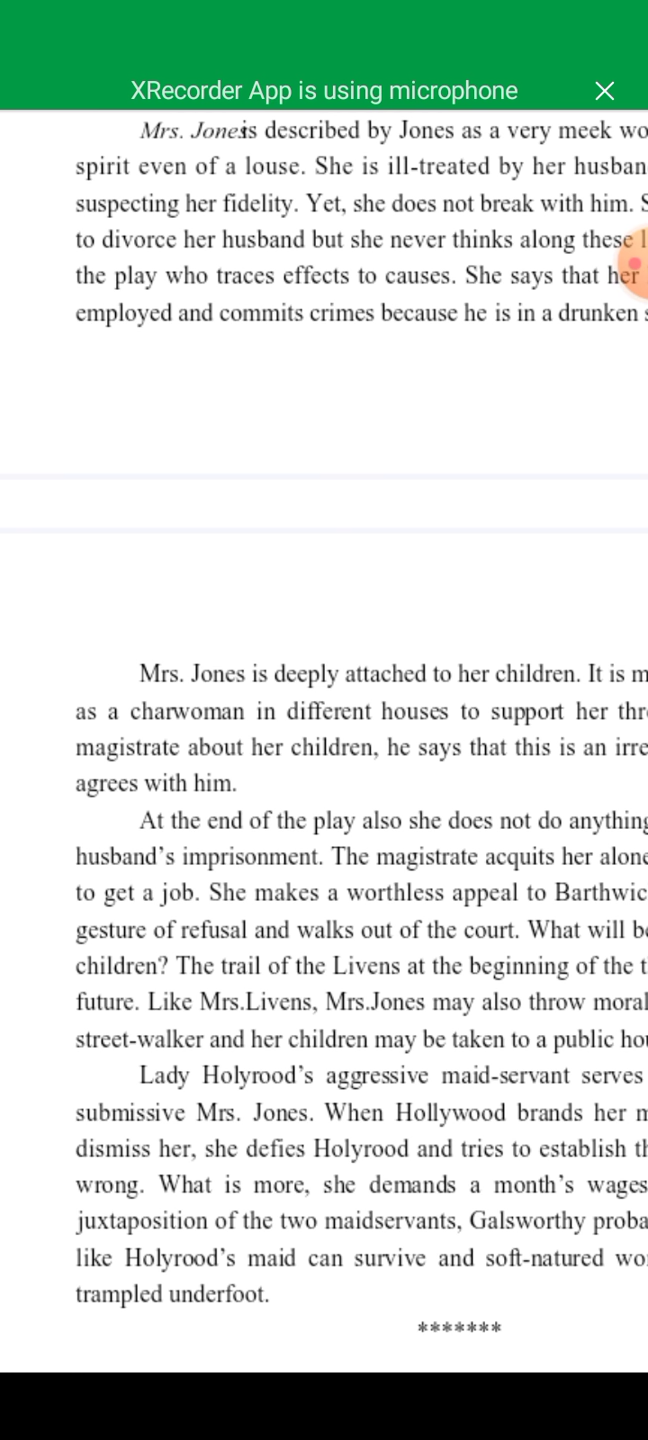 XRecorder App is using microphone
Mrs. Jones is described by Jones as a very meek wo
spirit even of a louse. She is ill-treated by her husban
suspecting her fidelity. Yet, she does not break with him. S
to divorce her husband but she never thinks along these l
the play who traces effects to causes. She says that her
employed and commits crimes because he is in a drunken s
Mrs. Jones is deeply attached to her children. It is m
as a charwoman in different houses to support her thr
magistrate about her children, he says that this is an irre
agrees with him.
At the end of the play also she does not do anything
husband's imprisonment. The magistrate acquits her alone
to get a job. She makes a worthless appeal to Barthwic
gesture of refusal and walks out of the court. What will b
children? The trail of the Livens at the beginning of the t
future. Like Mrs.Livens, Mrs.Jones may also throw moral
street-walker and her children may be taken to a public hou
Lady Holyrood's aggressive maid-servant serves
submissive Mrs. Jones. When Hollywood brands her m
dismiss her, she defies Holyrood and tries to establish th
wrong. What is more, she demands a month's wages
juxtaposition of the two maidservants, Galsworthy proba
like Holyrood's maid can survive and soft-natured wo
trampled underfoot.
*******